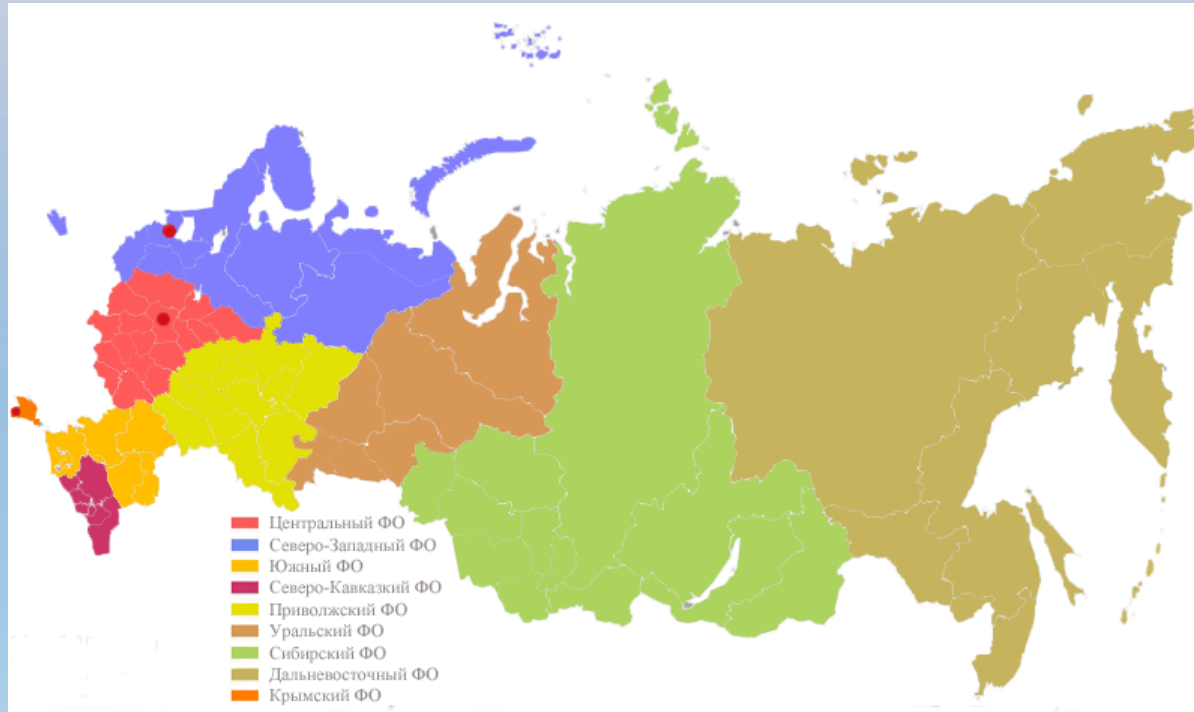 Центральный ФО
Северо-Западный ФО
Южный ФО
Северо-Кавказкий ФО
Приволжский ФО
Уральский ФО
Сибирский ФО
Дальневосточный ФО
Крымский ФО